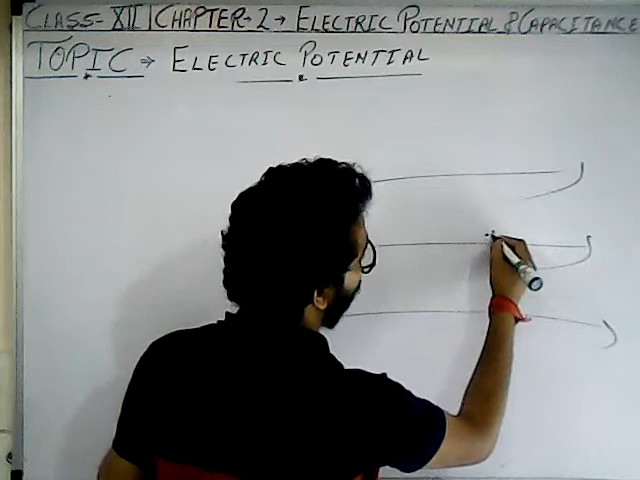 CLASS- XII | CHAPTER-2 → ELECTRIC POTENTIAL & CAPACITANCE
TOPIC → ELECTRIC POTENTIAL